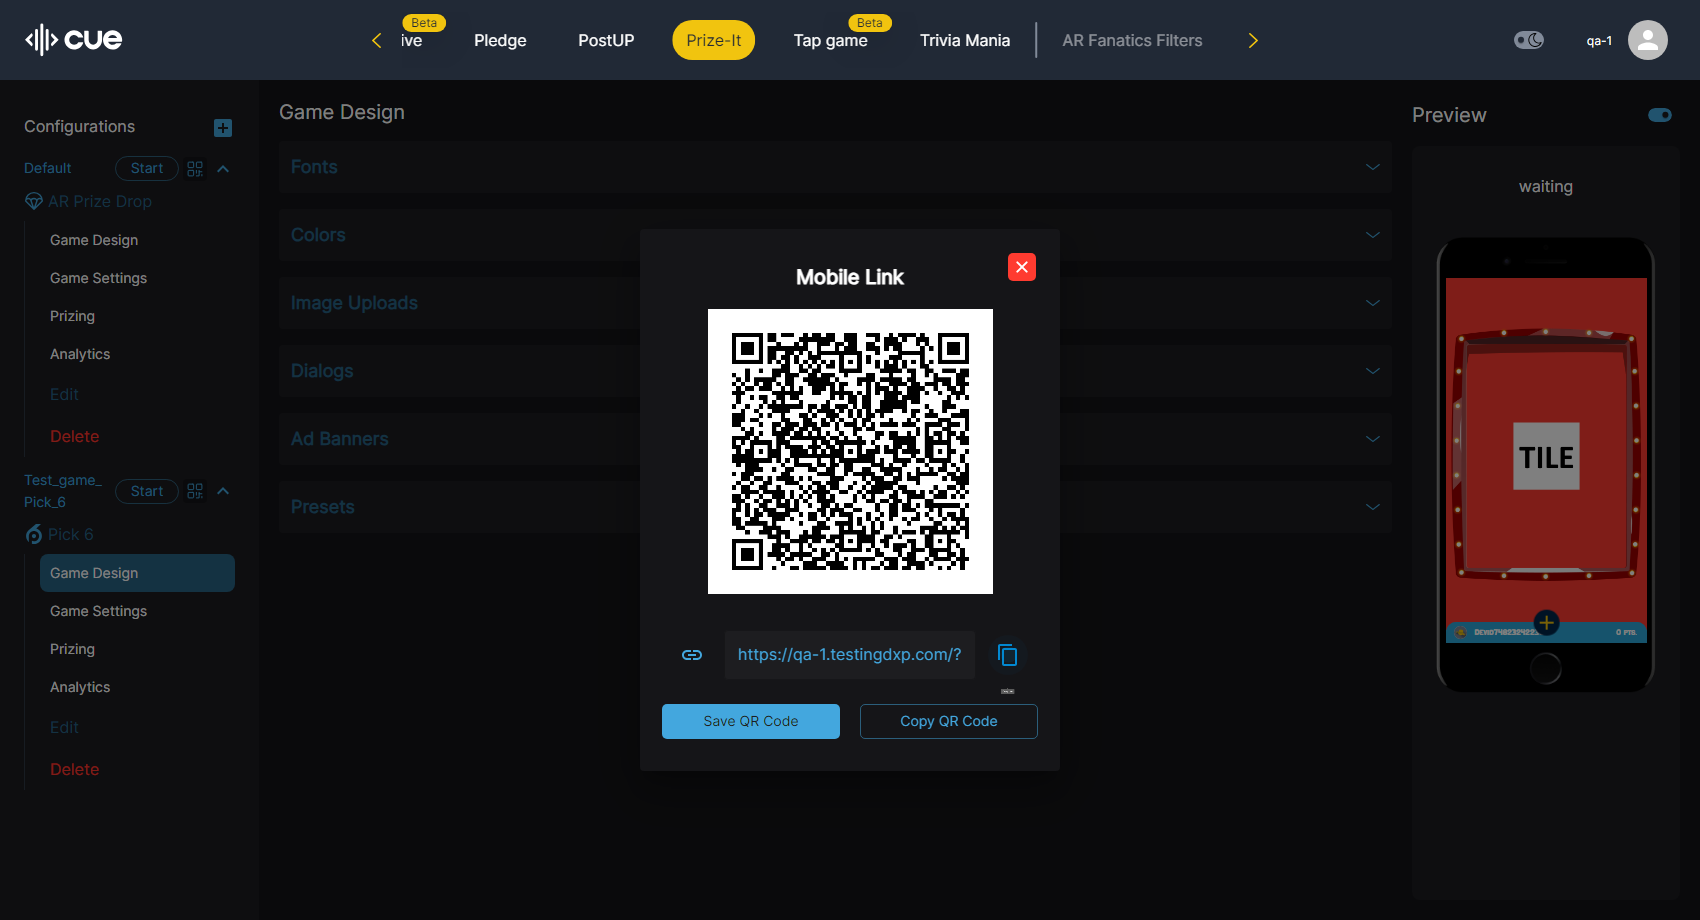 cue
ive
Beta
Pledge
PostUP
Prize-It
Tap game
Beta
Trivia Mania
AR Fanatics Filters
qa-1
Configurations
Default
Start
AR Prize Drop
Game Design
Game Settings
Prizing
Analytics
Edit
Delete
Test_game_
Pick_6
Start
Pick 6
Game Design
Game Settings
Prizing
Analytics
Edit
Delete
Game Design
Fonts
Colors
Image Uploads
Dialogs
Ad Banners
Presets
Mobile Link
https://qa-1.testingdxp.com/?
Save QR Code
Copy QR Code
Preview
waiting
TILE
0 PTS.